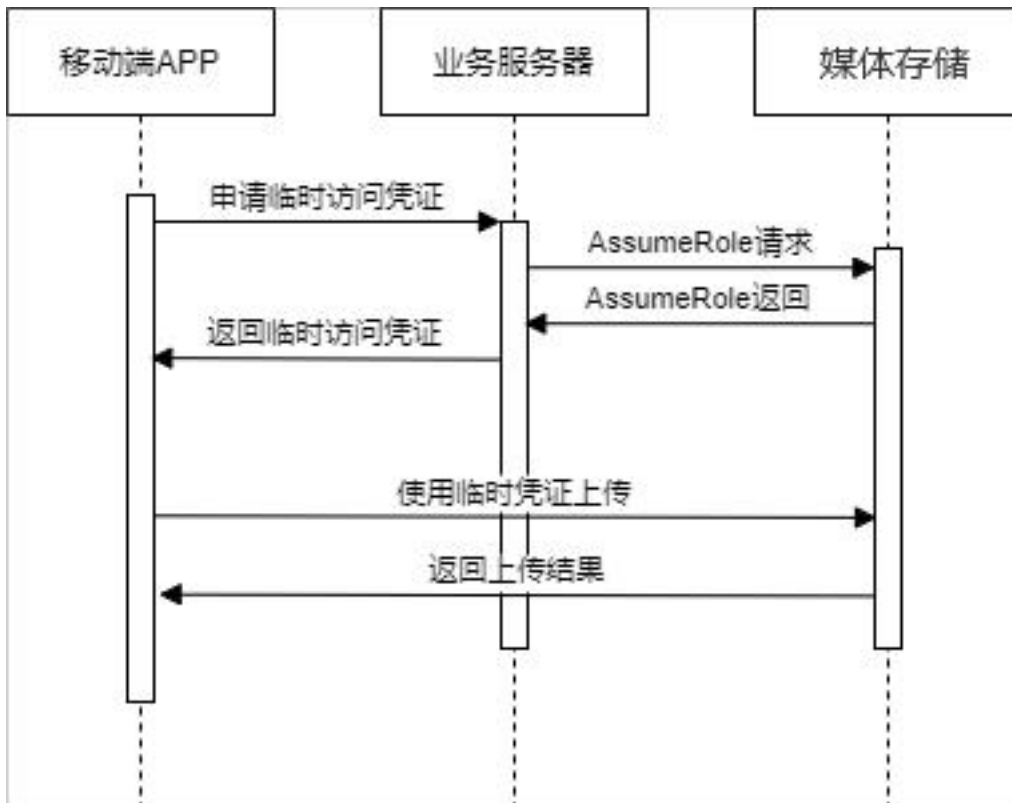 移动端APP
业务服务器
媒体存储
申请临时访问凭证
AssumeRole请求
AssumeRole返回
返回临时访问凭证
使用临时凭证上传
返回上传结果